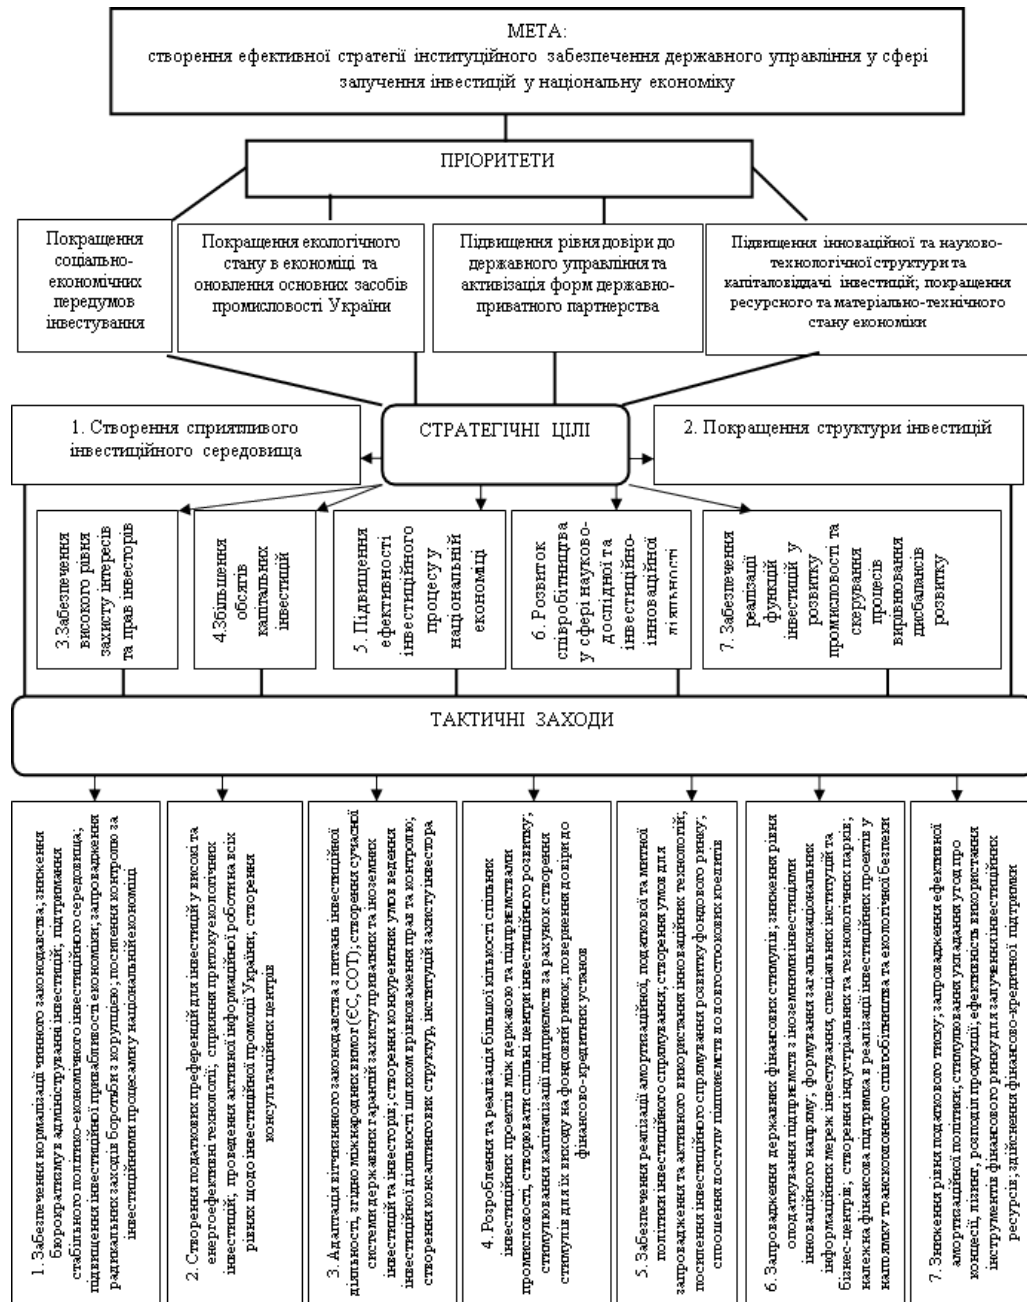 МЕТА:
створення ефективної стратегії інституційного забезпечення державного управління у сфері
залучення інвестицій у національну економіку
ПРІОРИТЕТИ
Покращення
соціально-
економічних
передумов
інвестування
Покращення екологічного
стану в економіці та
оновлення основних засобів
промисловості України
Підвищення рівня довіри до
державного управління та
активізація форм державно-
приватного партнерства
Підвищення інноваційної та науково-
технологічної структури та
капіталовіддачі інвестицій; покращення
ресурсного та матеріально-технічного
стану економіки
1. Створення сприятливого
інвестиційного середовища
СТРАТЕГІЧНІ ЦІЛІ
2. Покращення структури інвестицій
3.Забезпечення
високого рівня
захисту інтересів
та прав інвесторів
4.Збільшення
обсягів
капітальних
інвестицій
5. Підвищення
ефективності
інвестиційного
процесу у
національній
економіці
6. Розвиток
співробітництва
у сфері науково-
дослідної та
інвестиційно-
інноваційної
діяльності
7. Забезпечення
реалізації
функцій
інвестицій у
розвитку
промисловості та
скерування
процесів
вирівнювання
дисбалансів
розвитку
ТАКТИЧНІ ЗАХОДИ
1. Забезпечення нормалізації чинного законодавства; зниження
бюрократизму в адмініструванні інвестицій; підтримання
стабільного політико-економічного інвестиційного середовища;
підвищення інвестиційної привабливості економіки; запровадження
радикальних заходів боротьби з корупцією; посилення контролю за
інвестиційними процесами у національній економіці
2. Створення податкових преференцій для інвестицій у високі та
енергоефективні технології; сприяння притоку екологічних
інвестицій; проведення активної інформаційної роботи на всіх
рівнях щодо інвестиційної промоції України; створення
консультаційних центрів
3. Адаптація вітчизняного законодавства з питань інвестиційної
діяльності, згідно міжнародних вимог (ЄС, СОТ); створення сучасної
системи державних гарантій захисту приватних та іноземних
інвестицій та інвесторів; створення конкурентних умов ведення
інвестиційної діяльності шляхом врівноваження прав та контролю;
створення консалтингових структур, інституцій захисту інвестора
4. Розроблення та реалізація більшої кількості спільних
інвестиційних проектів між державою та підприємствами
промисловості, створювати спільні центри інвестиційного розвитку;
стимулювання капіталізації підприємств за рахунок створення
стимулів для їх виходу на фондовий ринок; повернення довіри до
фінансово-кредитних установ
5. Забезпечення реалізації амортизаційної, податкової та митної
політики інвестиційного спрямування; створення умов для
запровадження та активного використання інноваційних технологій;
посилення інвестиційного спрямування розвитку фондового ринку;
спрощення доступу підприємств до довгострокових кредитів
6. Запровадження державних фінансових стимулів; зниження рівня
оподаткування підприємств з іноземними інвестиціями
інноваційного напряму; формування загальнонаціональних
інформаційних мереж інвестування, спеціальних інституцій та
бізнес-центрів; створення індустріальних та технологічних парків;
належна фінансова підтримка в реалізації інвестиційних проектів у
напрямку транскордонного співробітництва та екологічної безпеки
7. Зниження рівня податкового тиску; запровадження ефективної
амортизаційної політики; стимулювання укладання угод про
концесії, лізинг, розподіл продукції; ефективність використання
інструментів фінансового ринку для залучення інвестиційних
ресурсів; здійснення фінансово-кредитної підтримки